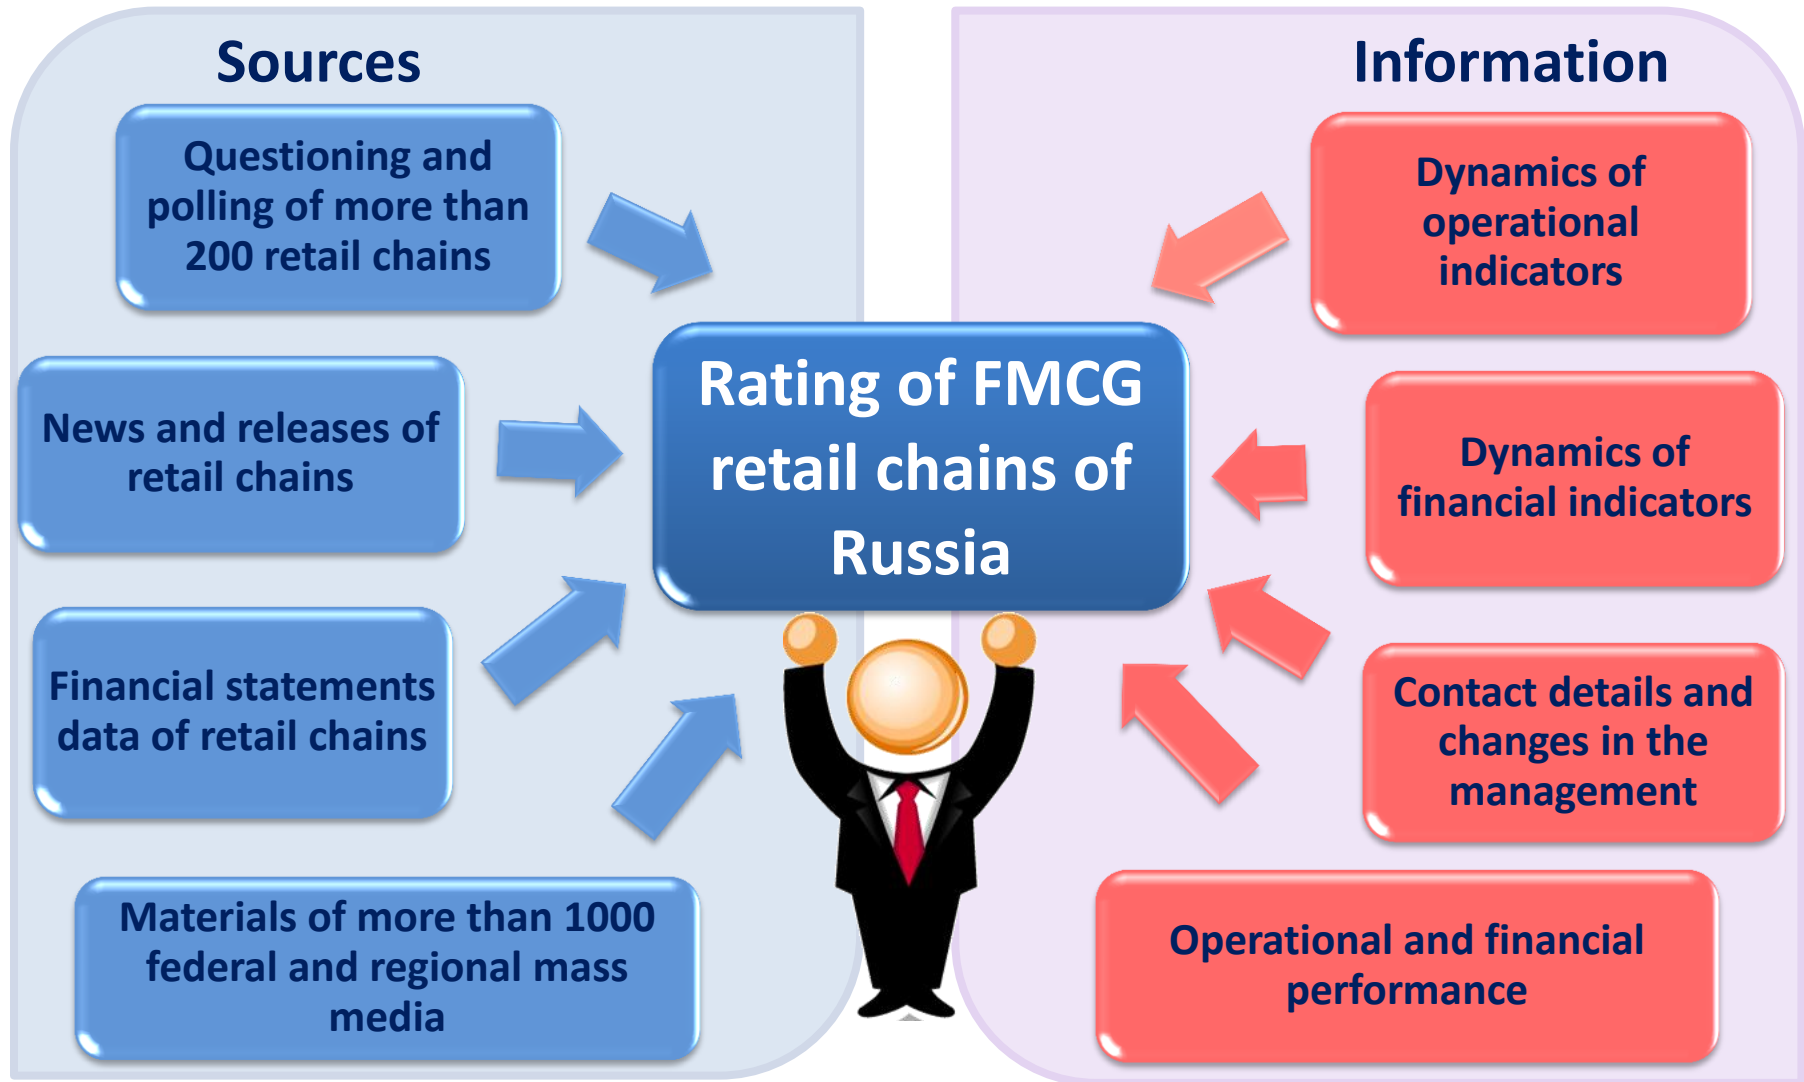 Sources
Questioning and
polling of more than
200 retail chains
News and releases of
retail chains
Financial statements
data of retail chains
Materials of more than 1000
federal and regional mass
media
Rating of FMCG
retail chains of
Russia
Information
Dynamics of
operational
indicators
Dynamics of
financial indicators
Contact details and
changes in the
management
Operational and financial
performance